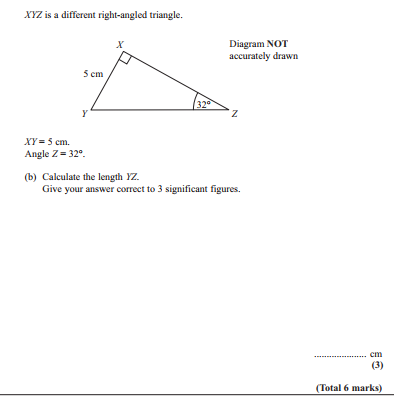 XYZ is a different right-angled triangle.
X
Diagram NOT
accurately drawn
5 cm
32°
Y
Z
XY = 5 cm.
Angle Z = 32°.
(b) Calculate the length YZ.
Give your answer correct to 3 significant figures.
..................... cm
(3)
(Total 6 marks)